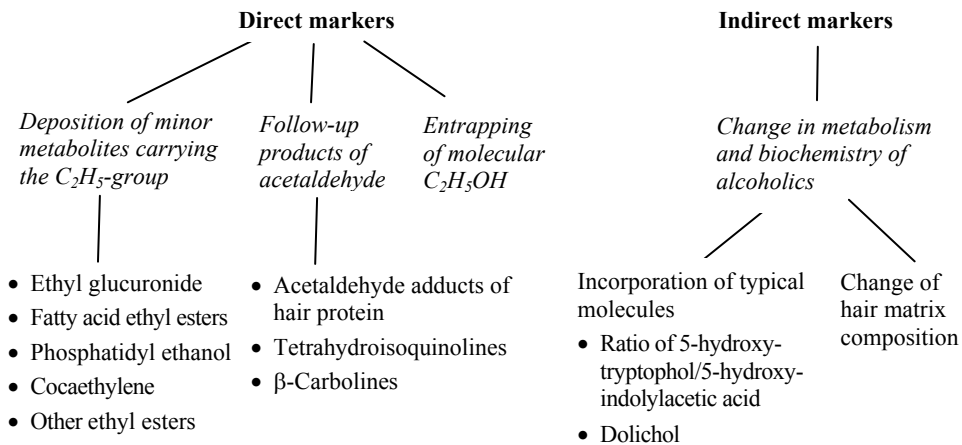 Direct markers
Indirect markers
Deposition of minor
metabolites carrying
the C₂H₅-group
Follow-up
products of
acetaldehyde
Entrapping
of molecular
C₂H₅OH
Change in metabolism
and biochemistry of
alcoholics
• Ethyl glucuronide
• Fatty acid ethyl esters
• Phosphatidyl ethanol
• Cocaethylene
• Other ethyl esters
• Acetaldehyde adducts of
hair protein
• Tetrahydroisoquinolines
• β-Carbolines
Incorporation of typical
molecules
• Ratio of 5-hydroxy-
tryptophol/5-hydroxy-
indolylacetic acid
• Dolichol
Change of
hair matrix
composition